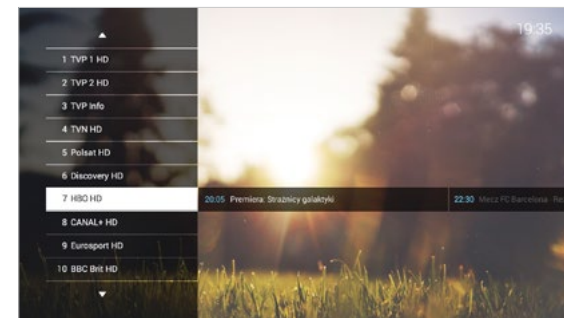 19:35
1 TVP 1 HD
2 TVP 2 HD
3 TVP Info
4 TVN HD
5 Polsat HD
6 Discovery HD
7 HBO HD 20:05 Premiera: Strażnicy galaktyki 22:30 Mecz FC Barcelona - Re
8 CANAL+ HD
9 Eurosport HD
10 BBC Brit HD